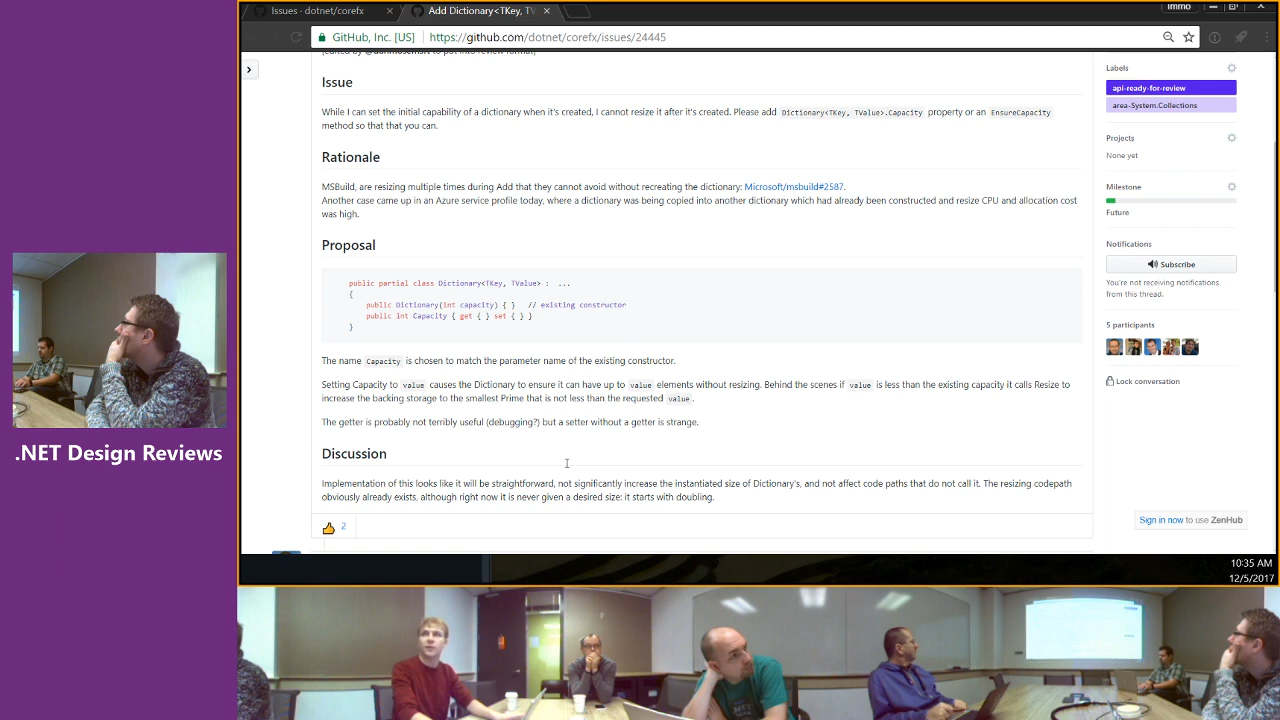 Issues · dotnet/corefx
Add Dictionary<TKey, TV
Immo
GitHub, Inc. [US]
https://github.com/dotnet/corefx/issues/24445
Issue
While I can set the initial capability of a dictionary when it's created, I cannot resize it after it's created. Please add Dictionary<TKey, TValue>.Capacity property or an EnsureCapacity
method so that that you can.
Rationale
MSBuild, are resizing multiple times during Add that they cannot avoid without recreating the dictionary: Microsoft/msbuild#2587.
Another case came up in an Azure service profile today, where a dictionary was being copied into another dictionary which had already been constructed and resize CPU and allocation cost
was high.
Proposal
public partial class Dictionary<TKey, TValue> : ...
{
public Dictionary(int capacity) { } // existing constructor
public int Capacity { get { } set { } }
}
The name Capacity is chosen to match the parameter name of the existing constructor.
Setting Capacity to value causes the Dictionary to ensure it can have up to value elements without resizing. Behind the scenes if value is less than the existing capacity it calls Resize to
increase the backing storage to the smallest Prime that is not less than the requested value.
The getter is probably not terribly useful (debugging?) but a setter without a getter is strange.
Discussion
Implementation of this looks like it will be straightforward, not significantly increase the instantiated size of Dictionary's, and not affect code paths that do not call it. The resizing codepath
obviously already exists, although right now it is never given a desired size: it starts with doubling.
2
Labels
api-ready-for-review
area-System.Collections
Projects
None yet
Milestone
Future
Notifications
Subscribe
You're not receiving notifications
from this thread.
5 participants
Lock conversation
Sign in now to use ZenHub
10:35 AM
12/5/2017
.NET Design Reviews